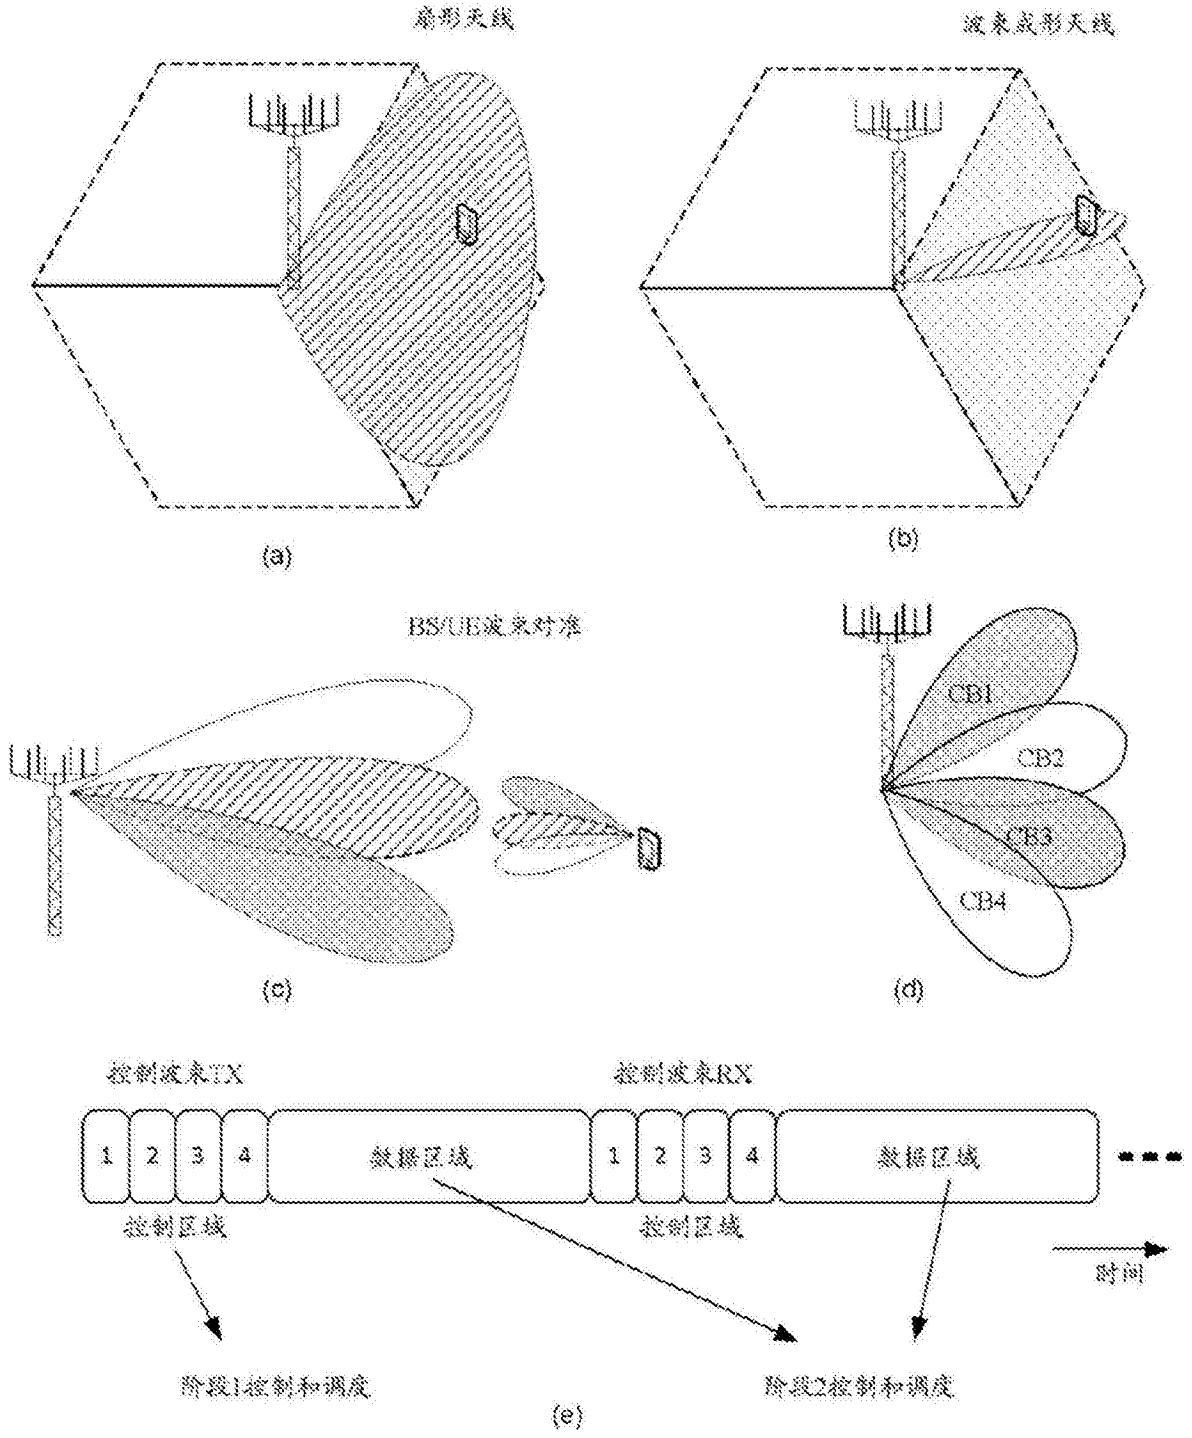 扇形天线
波束成形天线
(a)
(b)
BS/UE波束对准
CB1
CB2
CB3
CB4
(c)
(d)
控制波束TX
控制波束RX
1 2 3 4 数据区域 1 2 3 4 数据区域
控制区域
控制区域
时间
阶段1控制和调度
阶段2控制和调度
(e)